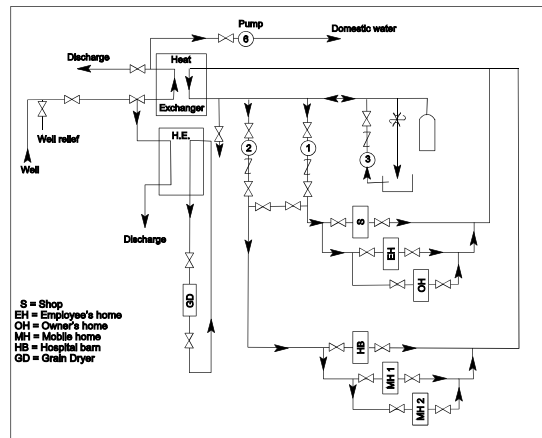 Pump
6
Domestic water
Discharge
Heat
Exchanger
H.E.
Well relief
Well
2
1
3
S
EH
OH
Discharge
GD
HB
MH 1
MH 2
S = Shop
EH = Employee's home
OH = Owner's home
MH = Mobile home
HB = Hospital barn
GD = Grain Dryer